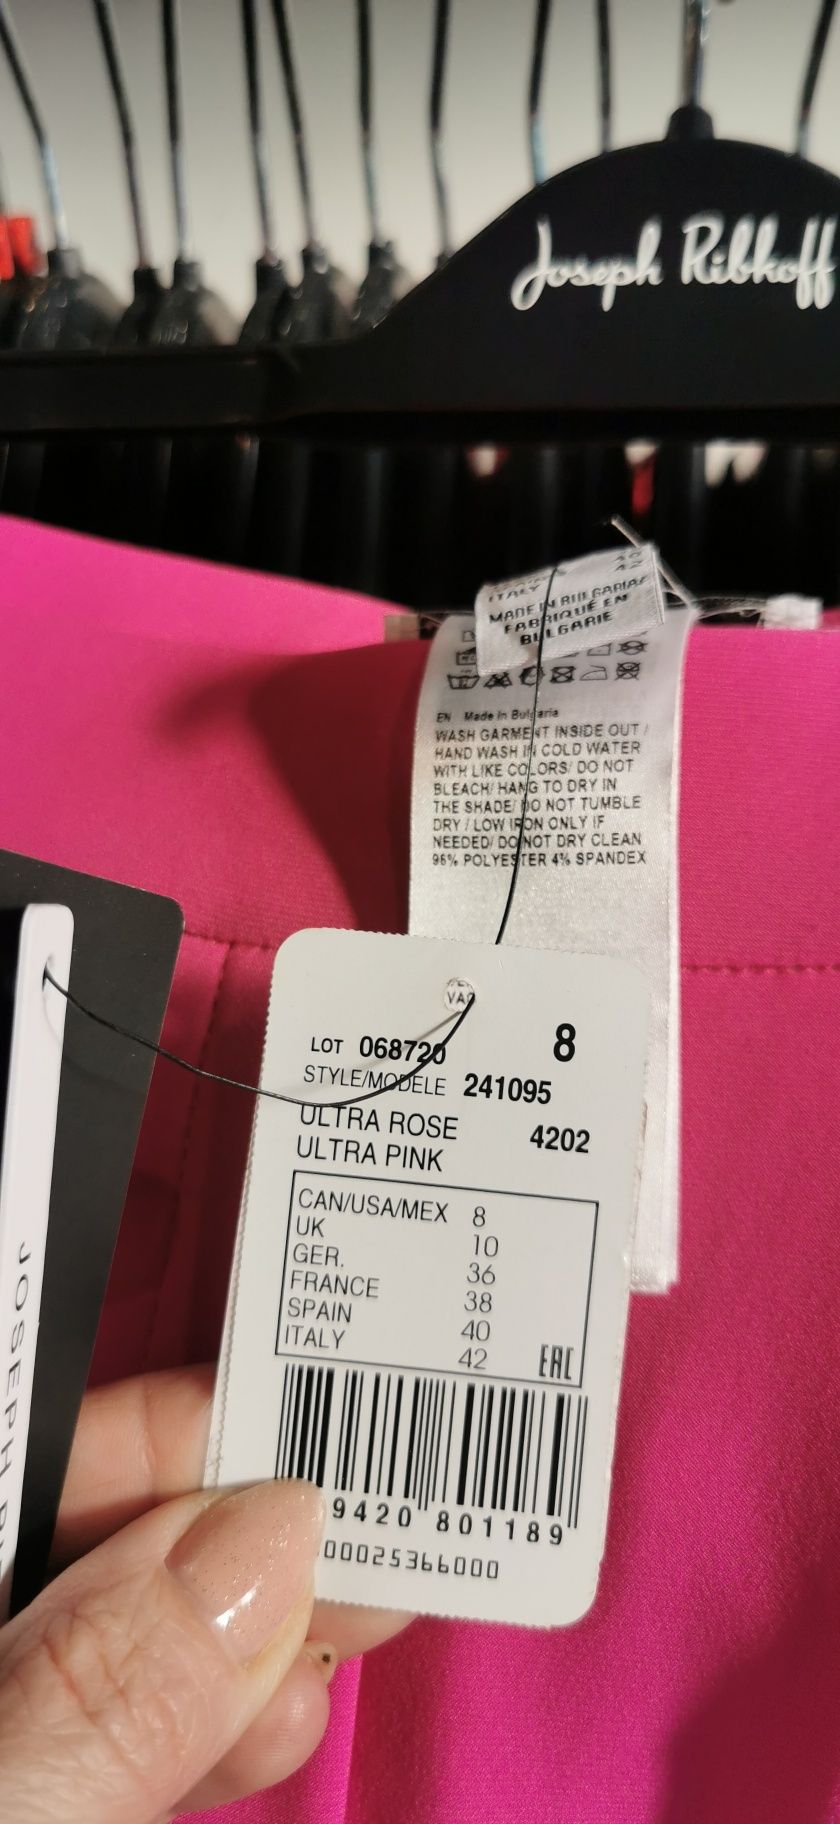 Joseph Ribkoff
ITALY 42
MADE IN BULGARIA/
FABRIQUÉ EN
BULGARIE
EN Made in Bulgaria
WASH GARMENT INSIDE OUT /
HAND WASH IN COLD WATER
WITH LIKE COLORS/ DO NOT
BLEACH/ HANG TO DRY IN
THE SHADE/ DO NOT TUMBLE
DRY / LOW IRON ONLY IF
NEEDED/ DO NOT DRY CLEAN
96% POLYESTER 4% SPANDEX
LOT 068720 8
STYLE/MODELE 241095
ULTRA ROSE 4202
ULTRA PINK
CAN/USA/MEX 8
UK 10
GER. 36
FRANCE 38
SPAIN 40
ITALY 42
EAC
9420 801189
00025366000
JOSEPH